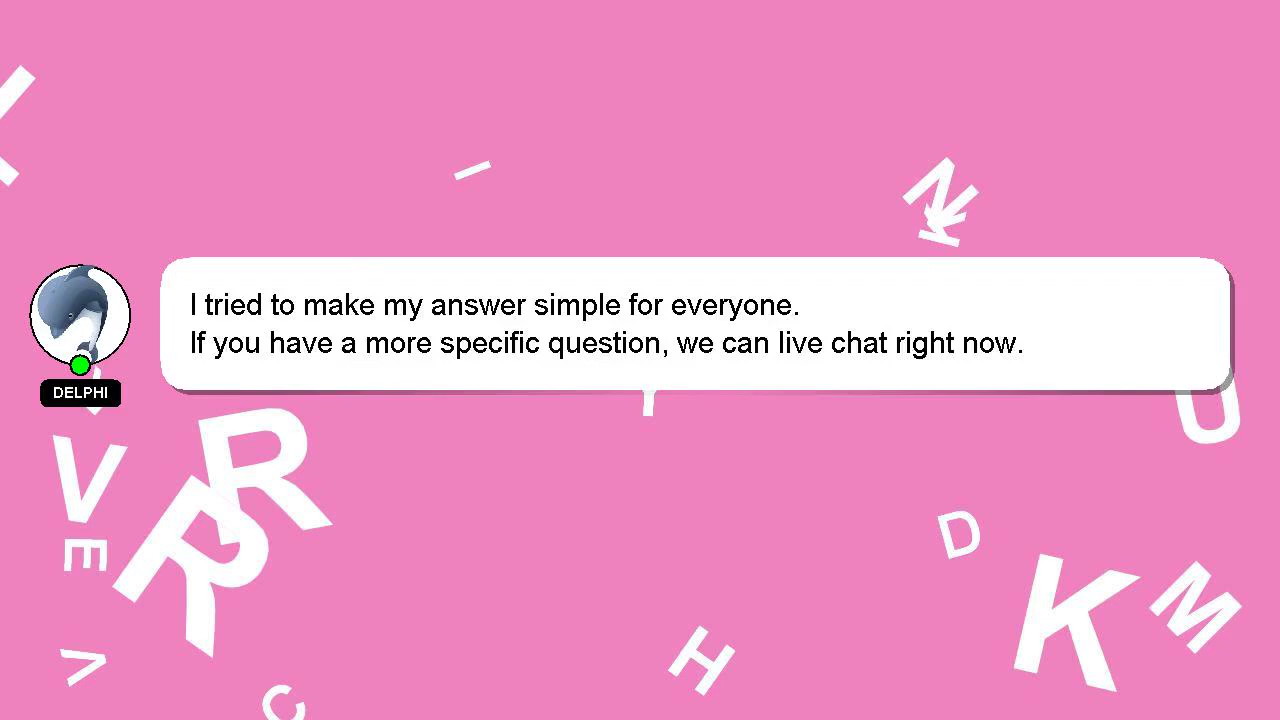 I
N
K
I tried to make my answer simple for everyone.
If you have a more specific question, we can live chat right now.
DELPHI
Y
U
V
R
R
E
D
K
M
V
H
C